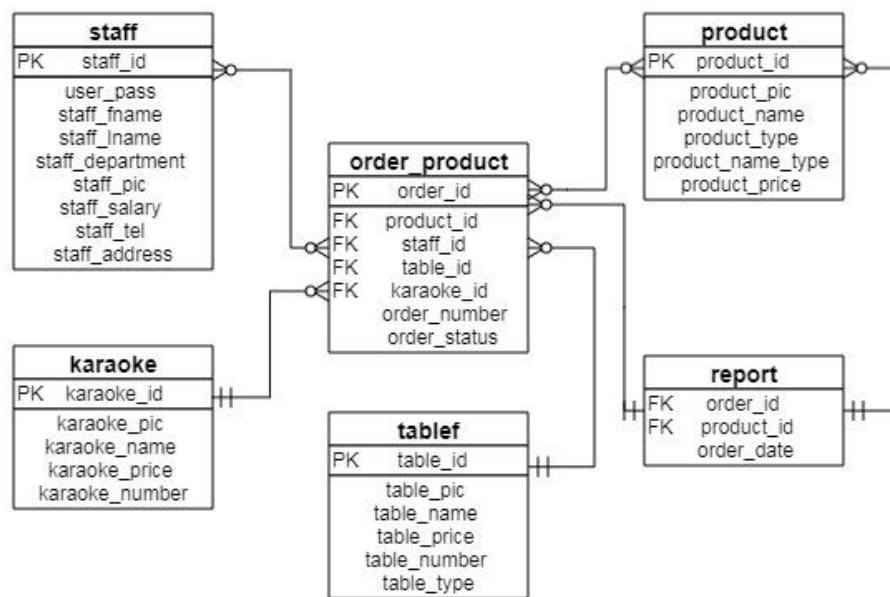 staff
PK staff_id
user_pass
staff_fname
staff_lname
staff_department
staff_pic
staff_salary
staff_tel
staff_address
karaoke
PK karaoke_id
karaoke_pic
karaoke_name
karaoke_price
karaoke_number
order_product
PK order_id
FK product_id
FK staff_id
FK table_id
FK karaoke_id
order_number
order_status
tablef
PK table_id
table_pic
table_name
table_price
table_number
table_type
product
PK product_id
product_pic
product_name
product_type
product_name_type
product_price
report
FK order_id
FK product_id
order_date